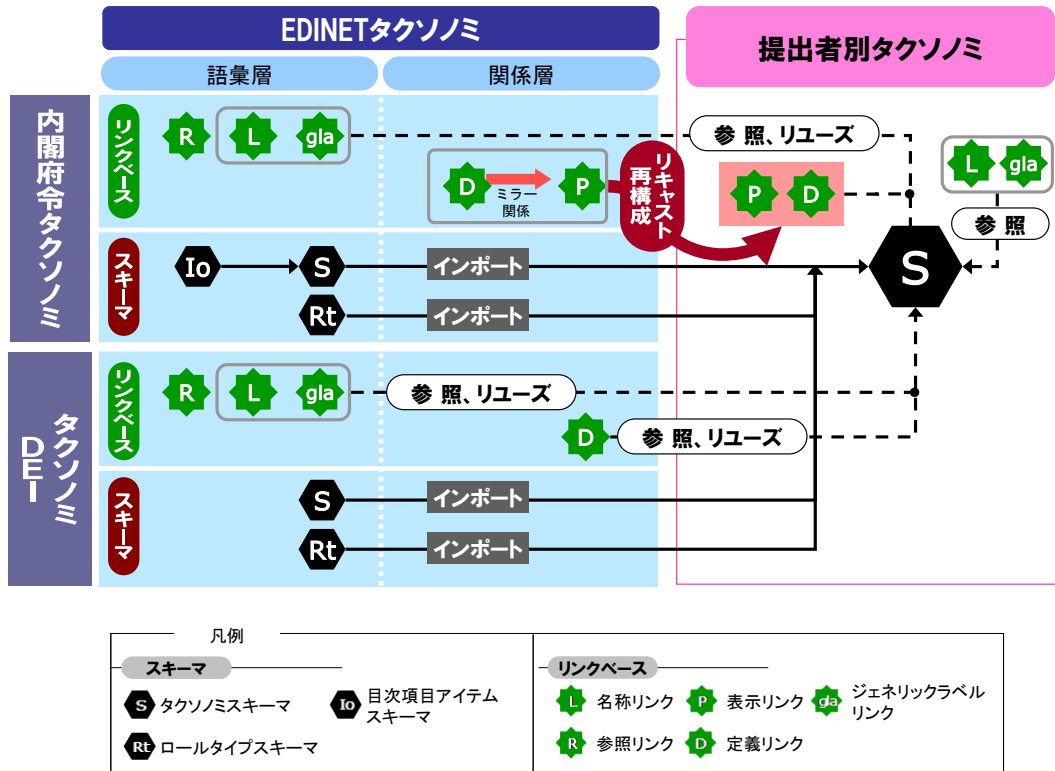 EDINETタクソノミ
提出者別タクソノミ
語彙層
関係層
内閣府令タクソノミ
リンクベース
R
L
gla
参 照、リユーズ
L
gla
D
ミラー
関係
P
リキャスト
再構成
P
D
参 照
スキーマ
Io
S
インポート
S
Rt
インポート
DEI
タクソノミ
リンクベース
R
L
gla
参 照、リユーズ
D
参 照、リユーズ
スキーマ
S
インポート
Rt
インポート
凡例
スキーマ
S タクソノミスキーマ
Io 目次項目アイテム
スキーマ
Rt ロールタイプスキーマ
リンクベース
L 名称リンク
P 表示リンク
gla ジェネリックラベル
リンク
R 参照リンク
D 定義リンク